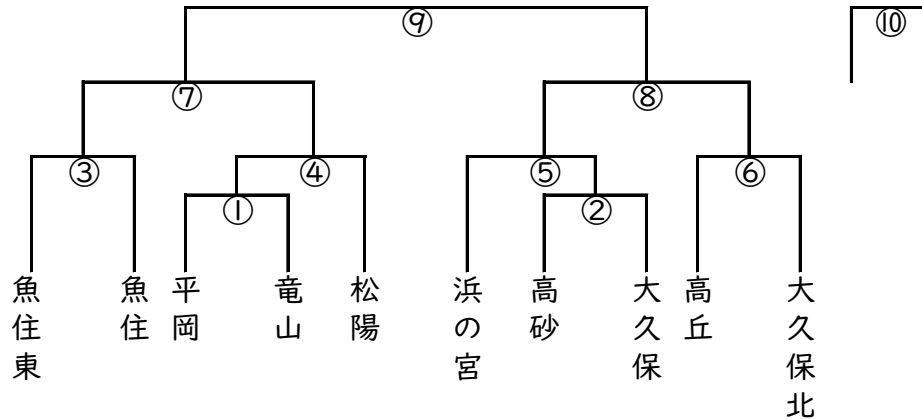 ⑨ ⑩
⑦ ⑧
③ ④ ⑤ ⑥
① ②
魚住東
魚住
平岡
竜山
松陽
浜の宮
高砂
大久保
高丘
大久保北